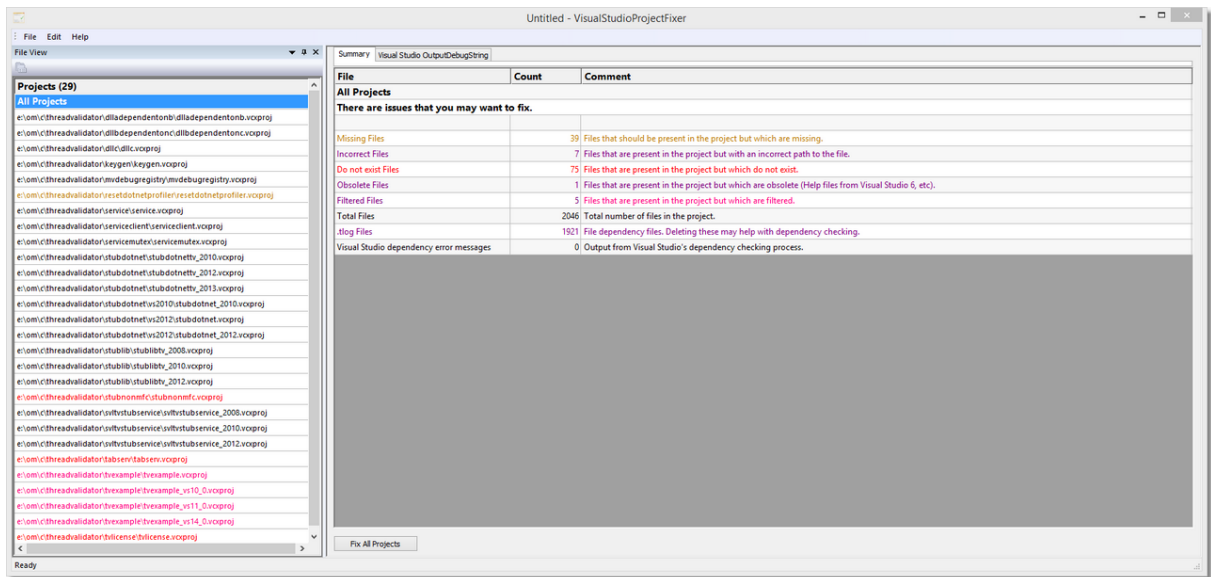 Untitled - VisualStudioProjectFixer
File Edit Help
File View
Projects (29)
All Projects
e:\om\c\threadvalidator\dlladependentonb\dlladependentonb.vcxproj
e:\om\c\threadvalidator\dllbdependentonc\dllbdependentonc.vcxproj
e:\om\c\threadvalidator\dllc\dllc.vcxproj
e:\om\c\threadvalidator\keygen\keygen.vcxproj
e:\om\c\threadvalidator\mvdebugregistry\mvdebugregistry.vcxproj
e:\om\c\threadvalidator\resetdotnetprofiler\resetdotnetprofiler.vcxproj
e:\om\c\threadvalidator\service\service.vcxproj
e:\om\c\threadvalidator\serviceclient\serviceclient.vcxproj
e:\om\c\threadvalidator\servicemutex\servicemutex.vcxproj
e:\om\c\threadvalidator\stubdotnet\stubdotnettv_2010.vcxproj
e:\om\c\threadvalidator\stubdotnet\stubdotnettv_2012.vcxproj
e:\om\c\threadvalidator\stubdotnet\stubdotnettv_2013.vcxproj
e:\om\c\threadvalidator\stubdotnet\vs2010\stubdotnet_2010.vcxproj
e:\om\c\threadvalidator\stubdotnet\vs2012\stubdotnet.vcxproj
e:\om\c\threadvalidator\stubdotnet\vs2012\stubdotnet_2012.vcxproj
e:\om\c\threadvalidator\stublib\stublibtv_2008.vcxproj
e:\om\c\threadvalidator\stublib\stublibtv_2010.vcxproj
e:\om\c\threadvalidator\stublib\stublibtv_2012.vcxproj
e:\om\c\threadvalidator\stubnonmfc\stubnonmfc.vcxproj
e:\om\c\threadvalidator\svltvstubservice\svltvstubservice_2008.vcxproj
e:\om\c\threadvalidator\svltvstubservice\svltvstubservice_2010.vcxproj
e:\om\c\threadvalidator\svltvstubservice\svltvstubservice_2012.vcxproj
e:\om\c\threadvalidator\tabserv\tabserv.vcxproj
e:\om\c\threadvalidator\tvexample\tvexample.vcxproj
e:\om\c\threadvalidator\tvexample\tvexample_vs10_0.vcxproj
e:\om\c\threadvalidator\tvexample\tvexample_vs11_0.vcxproj
e:\om\c\threadvalidator\tvexample\tvexample_vs14_0.vcxproj
e:\om\c\threadvalidator\tvlicense\tvlicense.vcxproj
Summary Visual Studio OutputDebugString
File Count Comment
All Projects
There are issues that you may want to fix.
Missing Files 39 Files that should be present in the project but which are missing.
Incorrect Files 7 Files that are present in the project but with an incorrect path to the file.
Do not exist Files 75 Files that are present in the project but which do not exist.
Obsolete Files 1 Files that are present in the project but which are obsolete (Help files from Visual Studio 6, etc).
Filtered Files 5 Files that are present in the project but which are filtered.
Total Files 2046 Total number of files in the project.
.tlog Files 1921 File dependency files. Deleting these may help with dependency checking.
Visual Studio dependency error messages 0 Output from Visual Studio's dependency checking process.
Fix All Projects
Ready